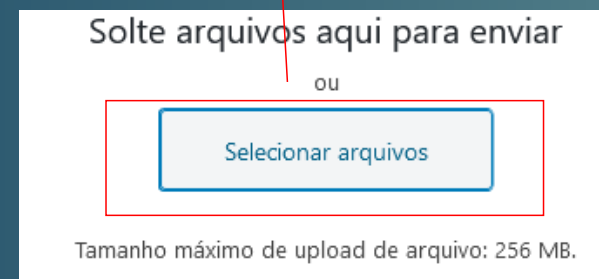 Solte arquivos aqui para enviar
ou
Selecionar arquivos
Tamanho máximo de upload de arquivo: 256 MB.